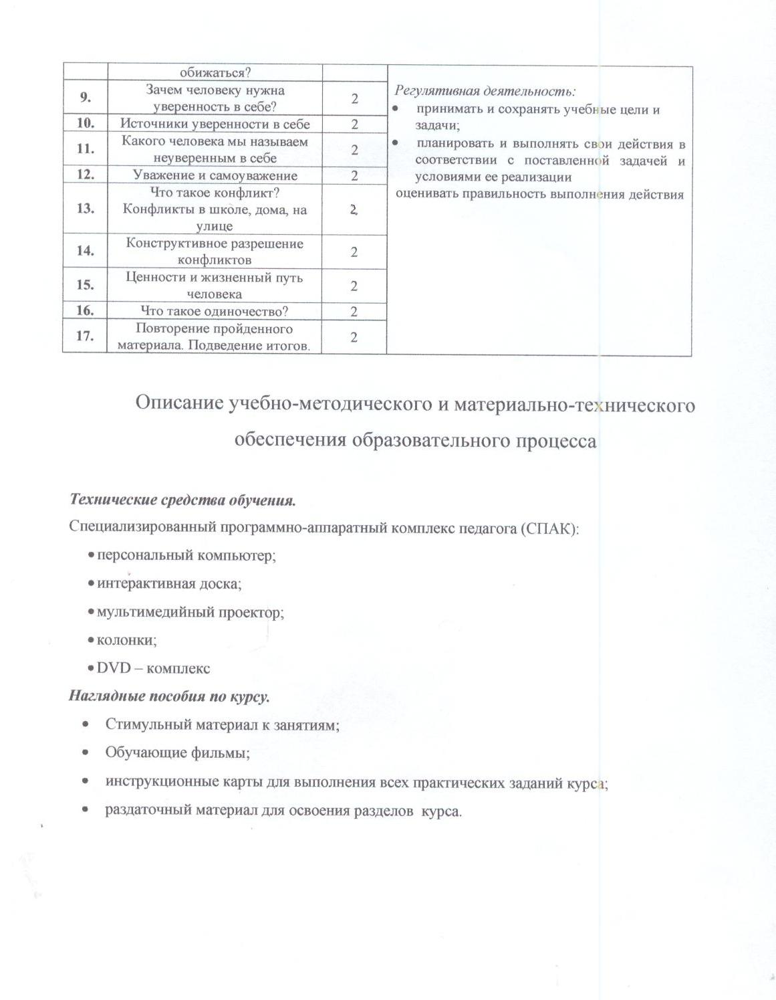 обижаться?
9. Зачем человеку нужна уверенность в себе? 2
10. Источники уверенности в себе 2
11. Какого человека мы называем неуверенным в себе 2
12. Уважение и самоуважение 2
13. Что такое конфликт? Конфликты в школе, дома, на улице 2
14. Конструктивное разрешение конфликтов 2
15. Ценности и жизненный путь человека 2
16. Что такое одиночество? 2
17. Повторение пройденного материала. Подведение итогов. 2
Регулятивная деятельность:
• принимать и сохранять учебные цели и
задачи;
• планировать и выполнять свои действия в
соответствии с поставленной задачей и
условиями ее реализации
оценивать правильность выполнения действия
Описание учебно-методического и материально-технического
обеспечения образовательного процесса
Технические средства обучения.
Специализированный программно-аппаратный комплекс педагога (СПАК):
• персональный компьютер;
• интерактивная доска;
• мультимедийный проектор;
• колонки;
• DVD – комплекс
Наглядные пособия по курсу.
• Стимульный материал к занятиям;
• Обучающие фильмы;
• инструкционные карты для выполнения всех практических заданий курса;
• раздаточный материал для освоения разделов курса.